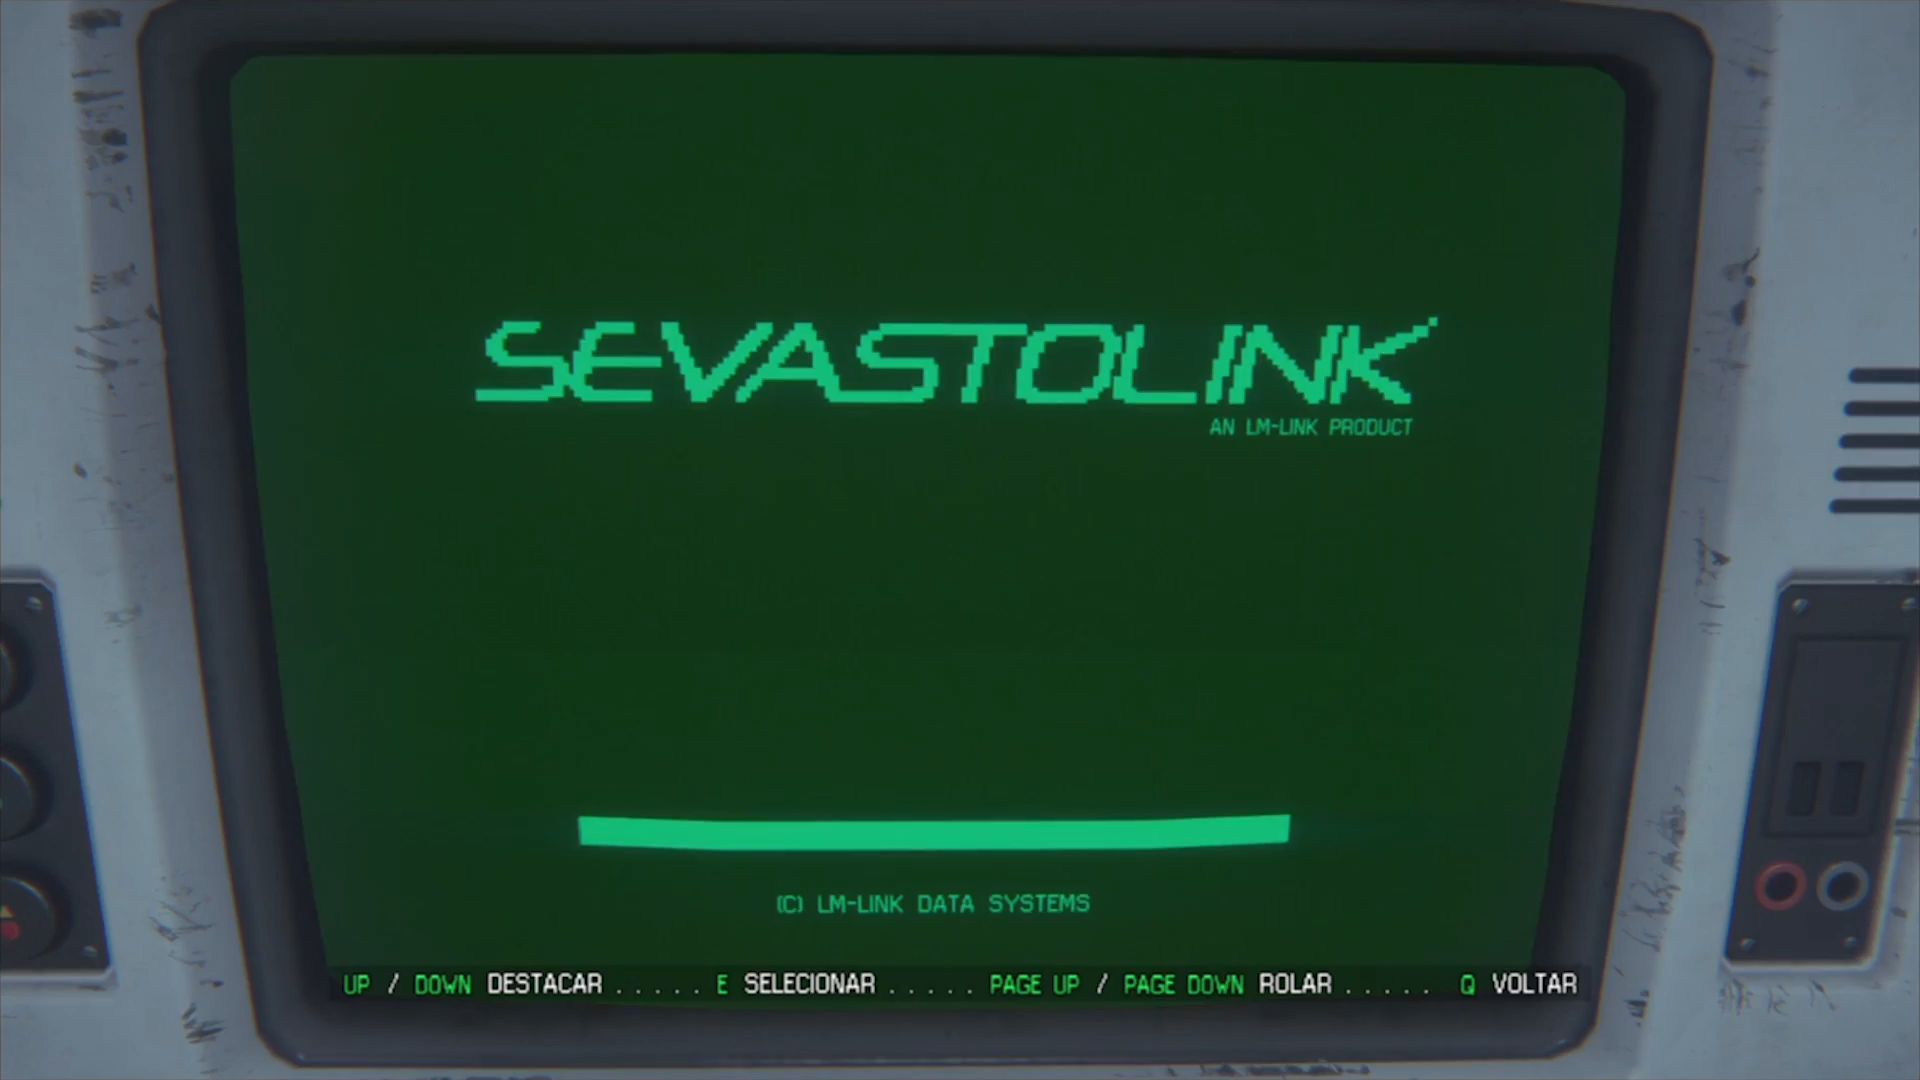 SEVASTOLINK
AN LM-LINK PRODUCT
(C) LM-LINK DATA SYSTEMS
UP / DOWN DESTACAR ..... E SELECIONAR ..... PAGE UP / PAGE DOWN ROLAR ..... Q VOLTAR